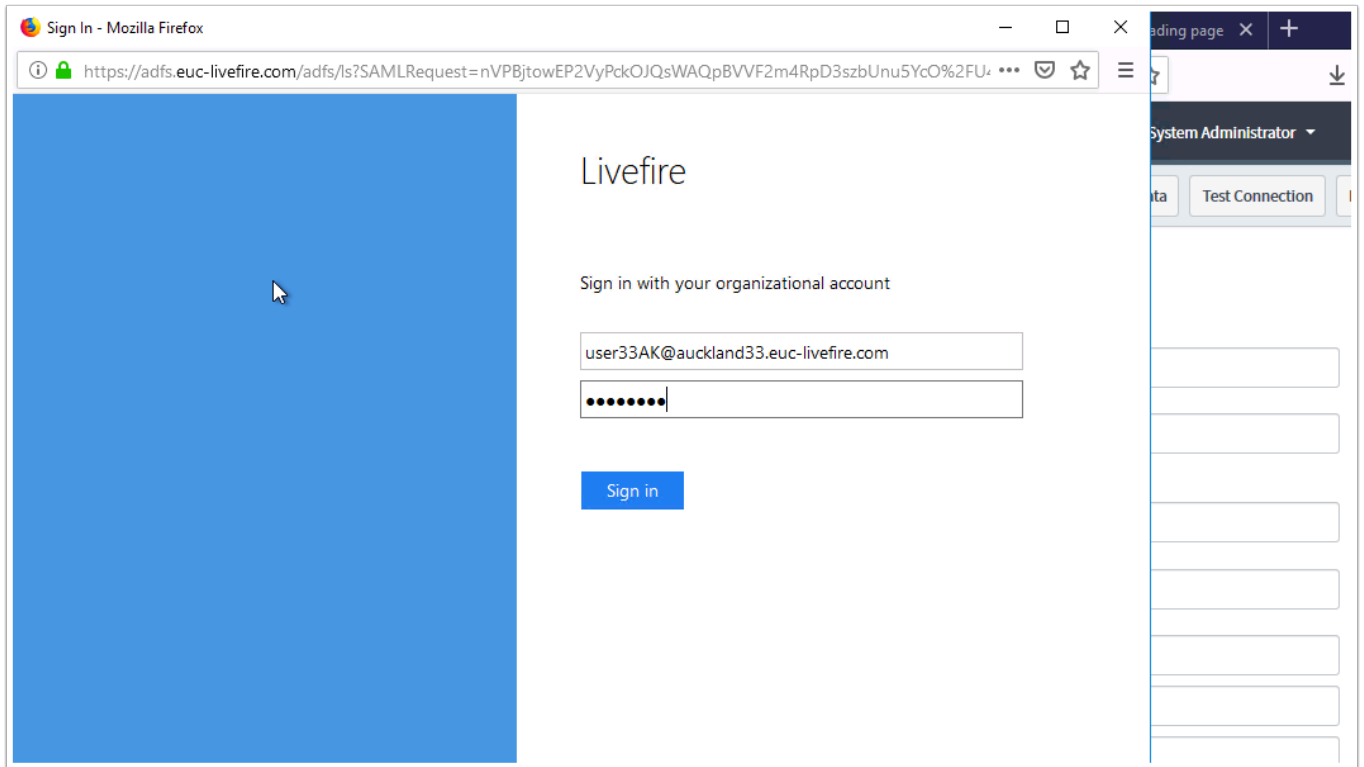 Sign In - Mozilla Firefox
ading page
https://adfs.euc-livefire.com/adfs/ls?SAMLRequest=nVPBjtowEP2VyPckOJQsWAQpBVVF2m4RpD3szbUnu5YcO%2FU
System Administrator
ata
Test Connection
Livefire
Sign in with your organizational account
user33AK@auckland33.euc-livefire.com
••••••••
Sign in